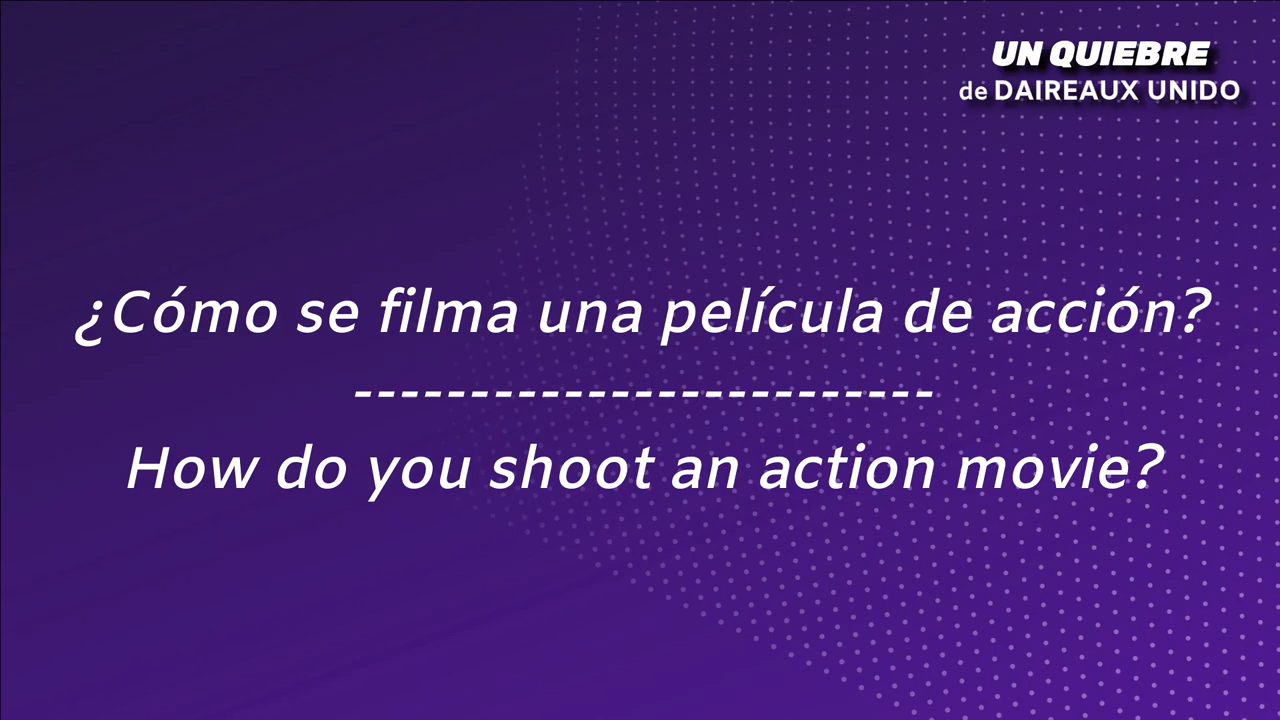 UN QUIEBRE
de DAIREAUX UNIDO
¿Cómo se filma una película de acción?
-------------------------
How do you shoot an action movie?